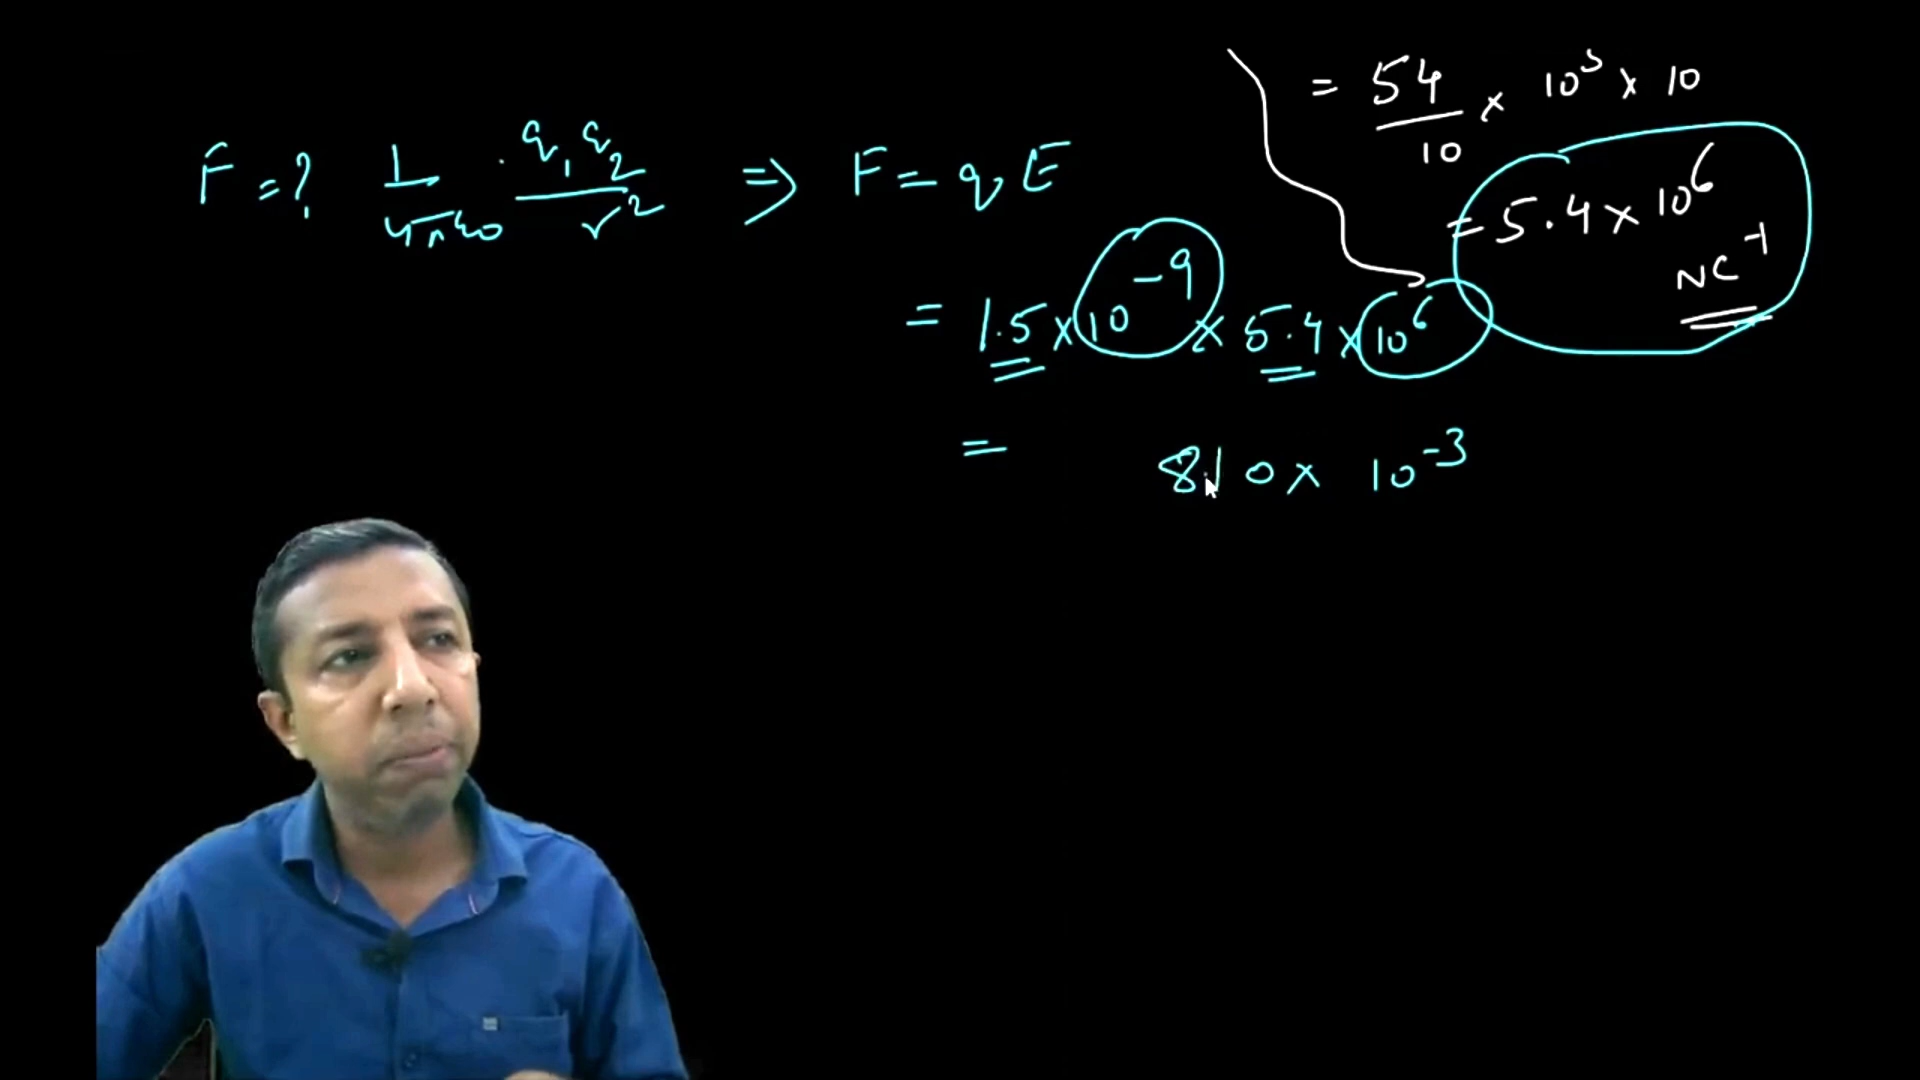 = 54/10 × 10⁵ × 10
F = ? 1/4πε₀ · q₁q₂/r² ⇒ F = qE
= 5.4 × 10⁶
NC⁻¹
= 1.5 × 10⁻⁹ × 5.4 × 10⁶
= 8.10 × 10⁻³